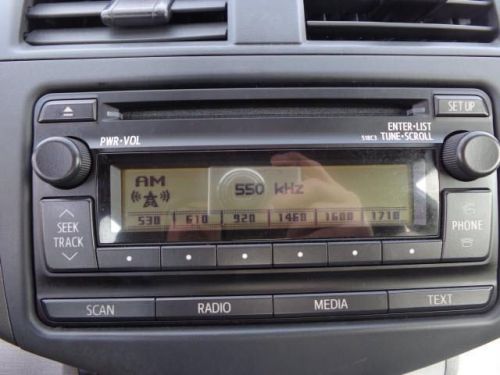 SET UP
PWR·VOL
ENTER·LIST
518C3 TUNE·SCROLL
AM
550 kHz
530 610 920 1460 1600 1710
SEEK
TRACK
PHONE
SCAN RADIO MEDIA TEXT